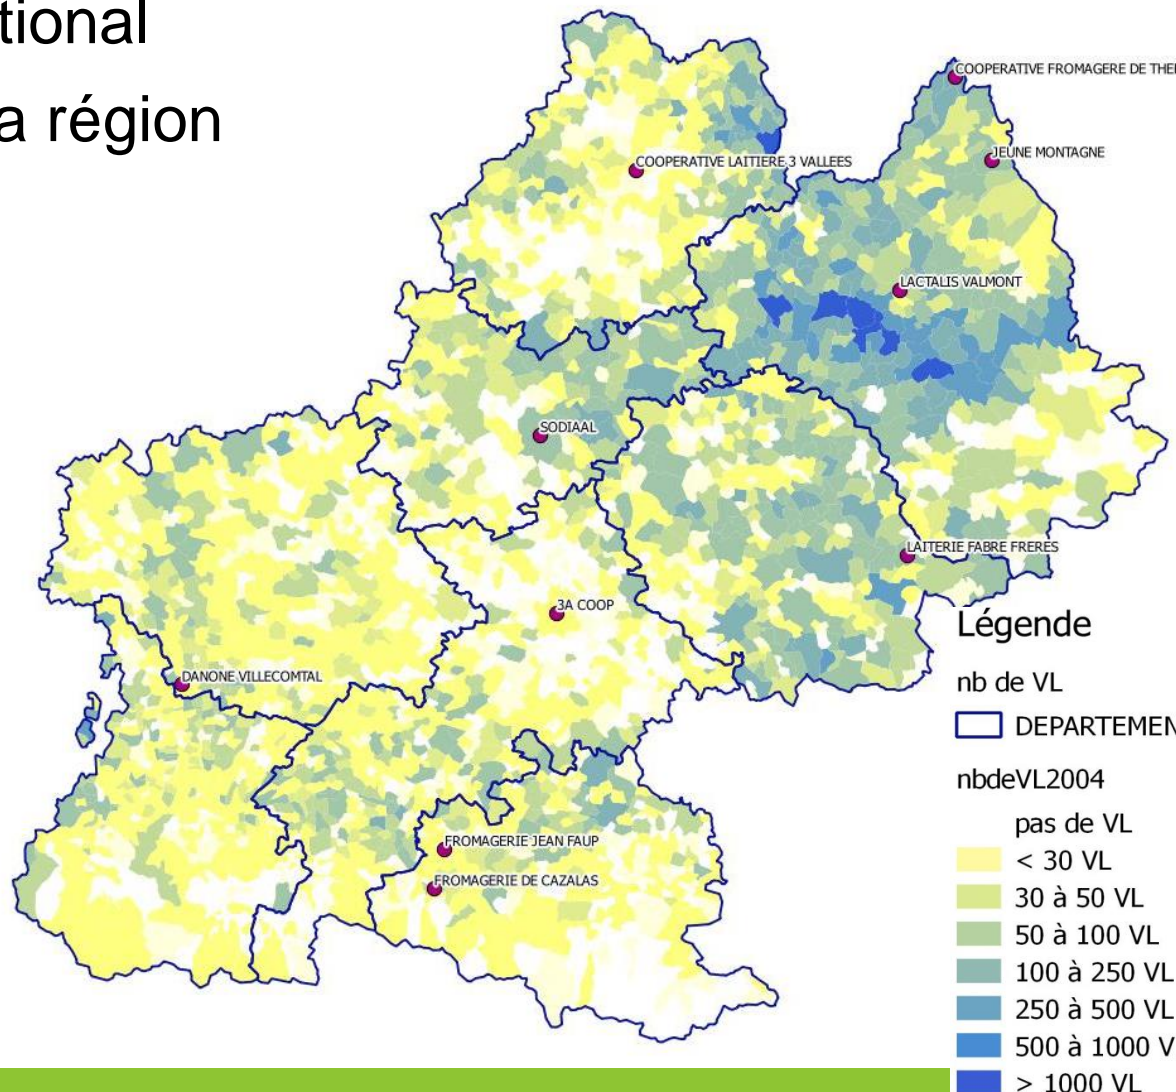 tional
a région
COOPERATIVE FROMAGERE DE THE
JEUNE MONTAGNE
COOPERATIVE LAITIERE 3 VALLEES
LACTALIS VALMONT
SODIAAL
LAITERIE FABRE FRERES
3A COOP
DANONE VILLECOMTAL
FROMAGERIE JEAN FAUP
FROMAGERIE DE CAZALAS
Légende
nb de VL
DEPARTEMEN
nbdeVL2004
pas de VL
< 30 VL
30 à 50 VL
50 à 100 VL
100 à 250 VL
250 à 500 VL
500 à 1000 V
> 1000 VL